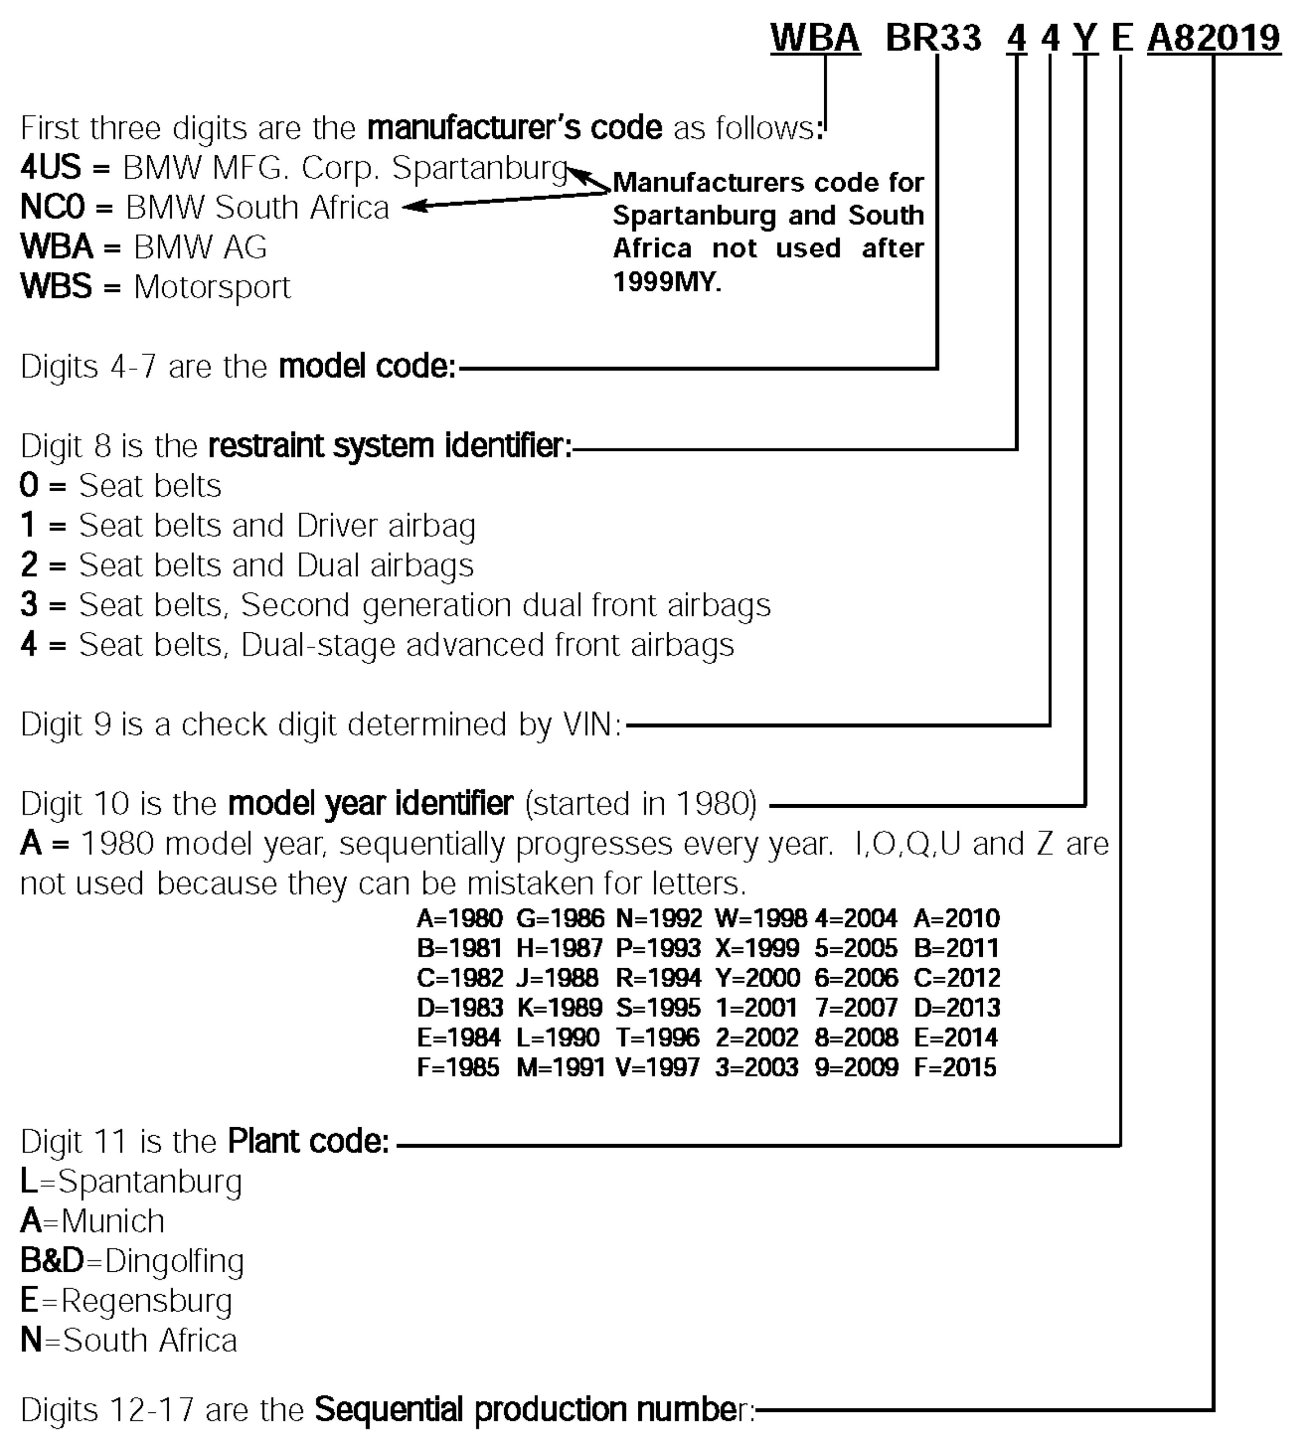 WBA BR33 4 4 Y E A82019
First three digits are the manufacturer's code as follows:
4US = BMW MFG. Corp. Spartanburg
NC0 = BMW South Africa
WBA = BMW AG
WBS = Motorsport
Manufacturers code for
Spartanburg and South
Africa not used after
1999MY.
Digits 4-7 are the model code:
Digit 8 is the restraint system identifier:
0 = Seat belts
1 = Seat belts and Driver airbag
2 = Seat belts and Dual airbags
3 = Seat belts, Second generation dual front airbags
4 = Seat belts, Dual-stage advanced front airbags
Digit 9 is a check digit determined by VIN:
Digit 10 is the model year identifier (started in 1980)
A = 1980 model year, sequentially progresses every year. I,O,Q,U and Z are
not used because they can be mistaken for letters.
A=1980 G=1986 N=1992 W=1998 4=2004 A=2010
B=1981 H=1987 P=1993 X=1999 5=2005 B=2011
C=1982 J=1988 R=1994 Y=2000 6=2006 C=2012
D=1983 K=1989 S=1995 1=2001 7=2007 D=2013
E=1984 L=1990 T=1996 2=2002 8=2008 E=2014
F=1985 M=1991 V=1997 3=2003 9=2009 F=2015
Digit 11 is the Plant code:
L=Spantanburg
A=Munich
B&D=Dingolfing
E=Regensburg
N=South Africa
Digits 12-17 are the Sequential production number: